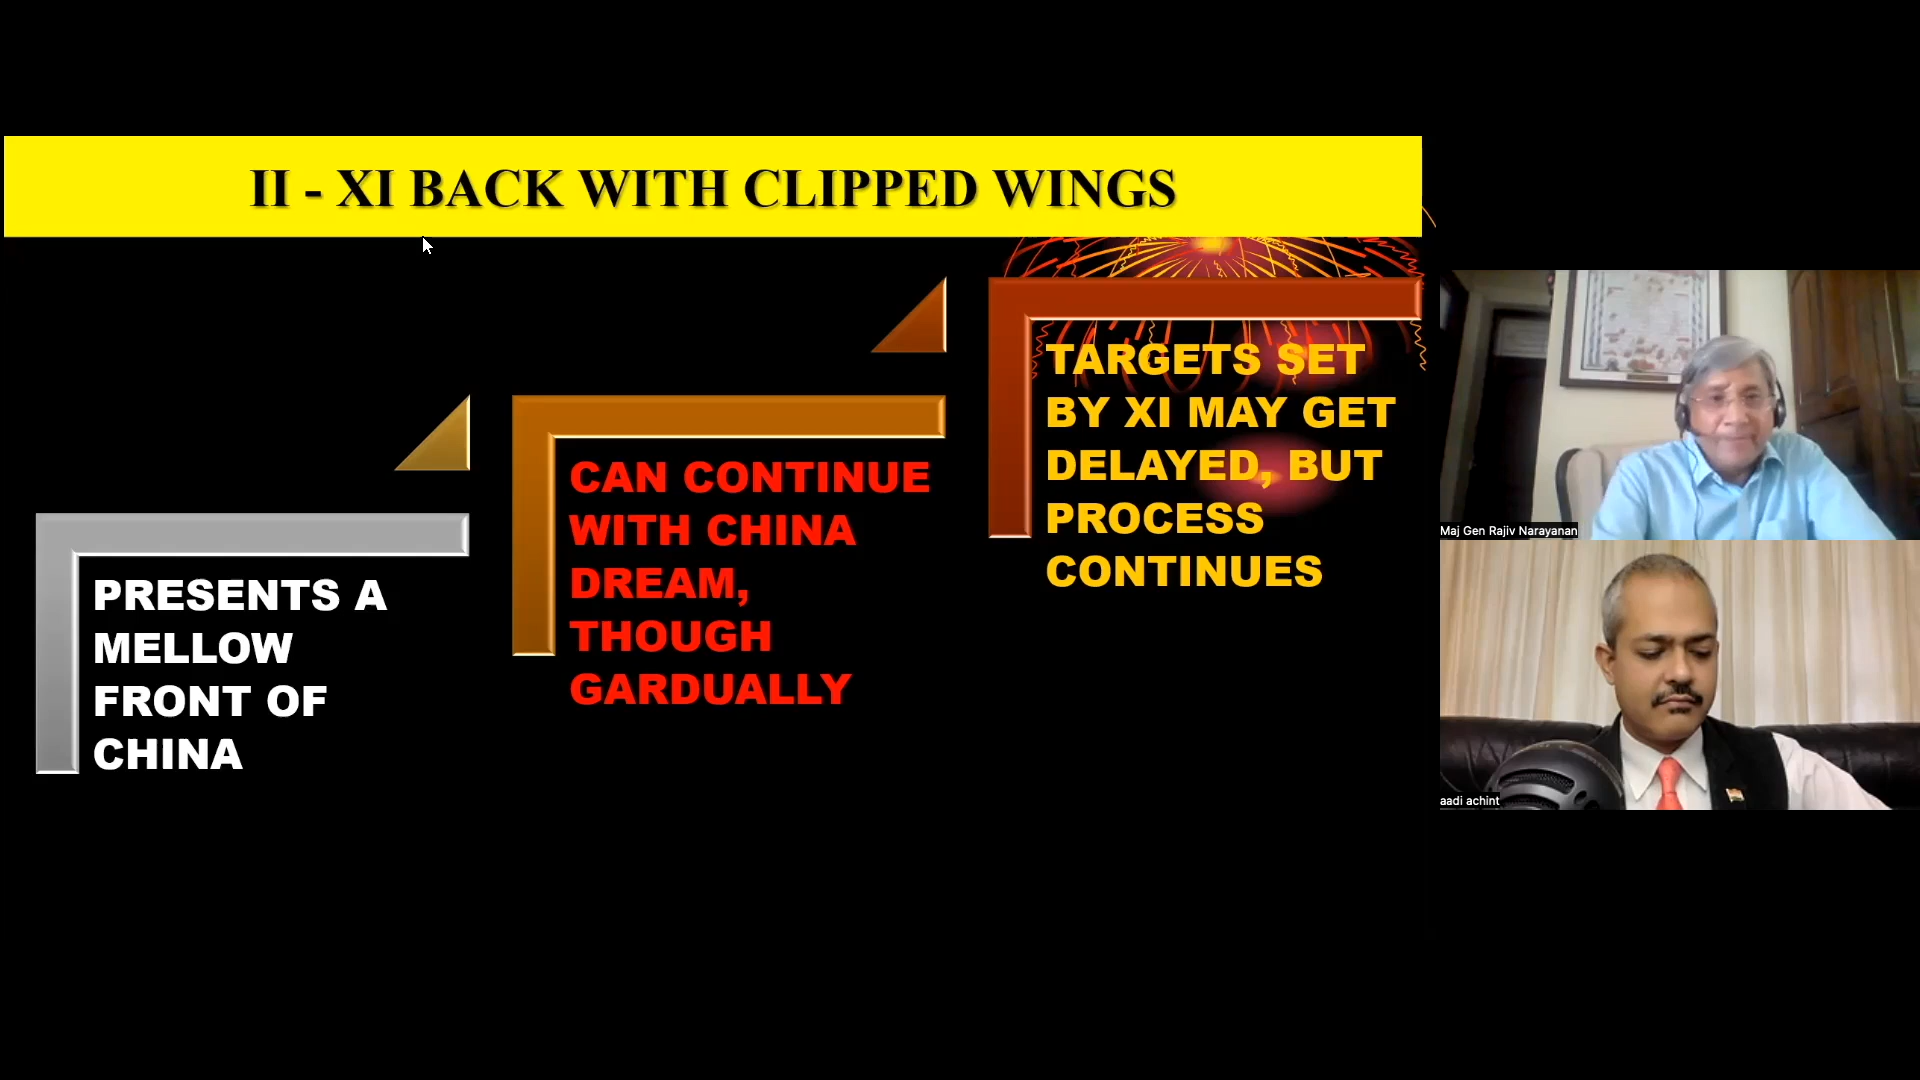 II - XI BACK WITH CLIPPED WINGS
PRESENTS A
MELLOW
FRONT OF
CHINA
CAN CONTINUE
WITH CHINA
DREAM,
THOUGH
GARDUALLY
TARGETS SET
BY XI MAY GET
DELAYED, BUT
PROCESS
CONTINUES
Maj Gen Rajiv Narayanan
aadi achint